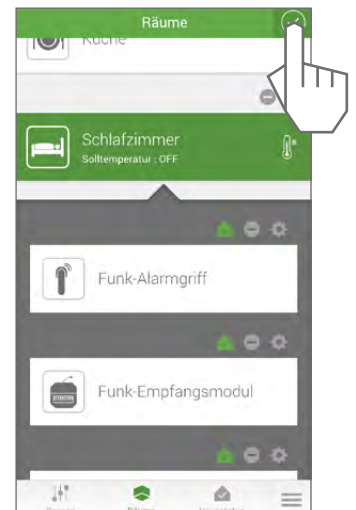 Räume
Küche
Schlafzimmer
Solltemperatur : OFF
Funk-Alarmgriff
Funk-Empfangsmodul